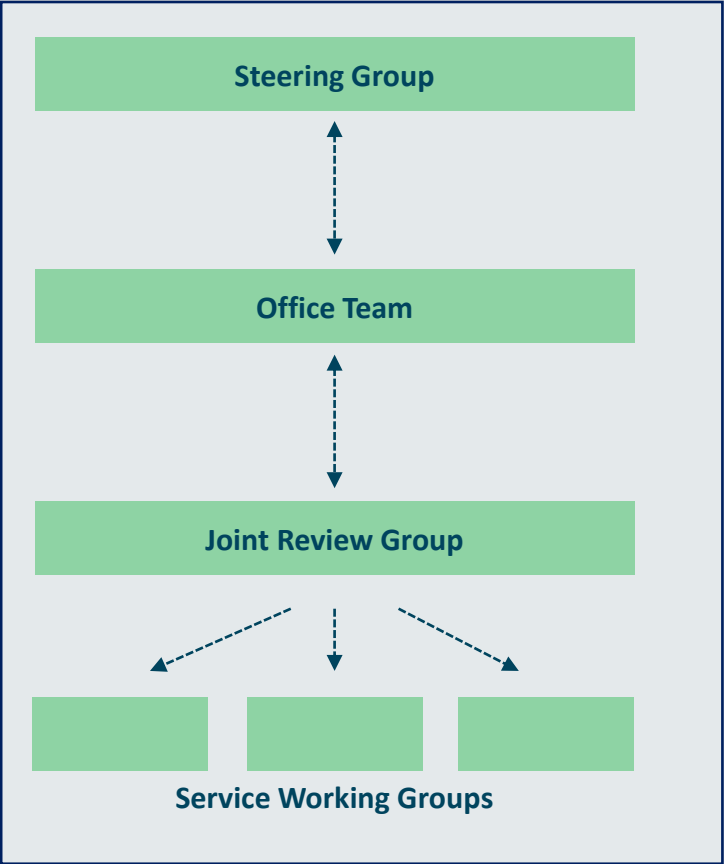 Steering Group
Office Team
Joint Review Group
Service Working Groups